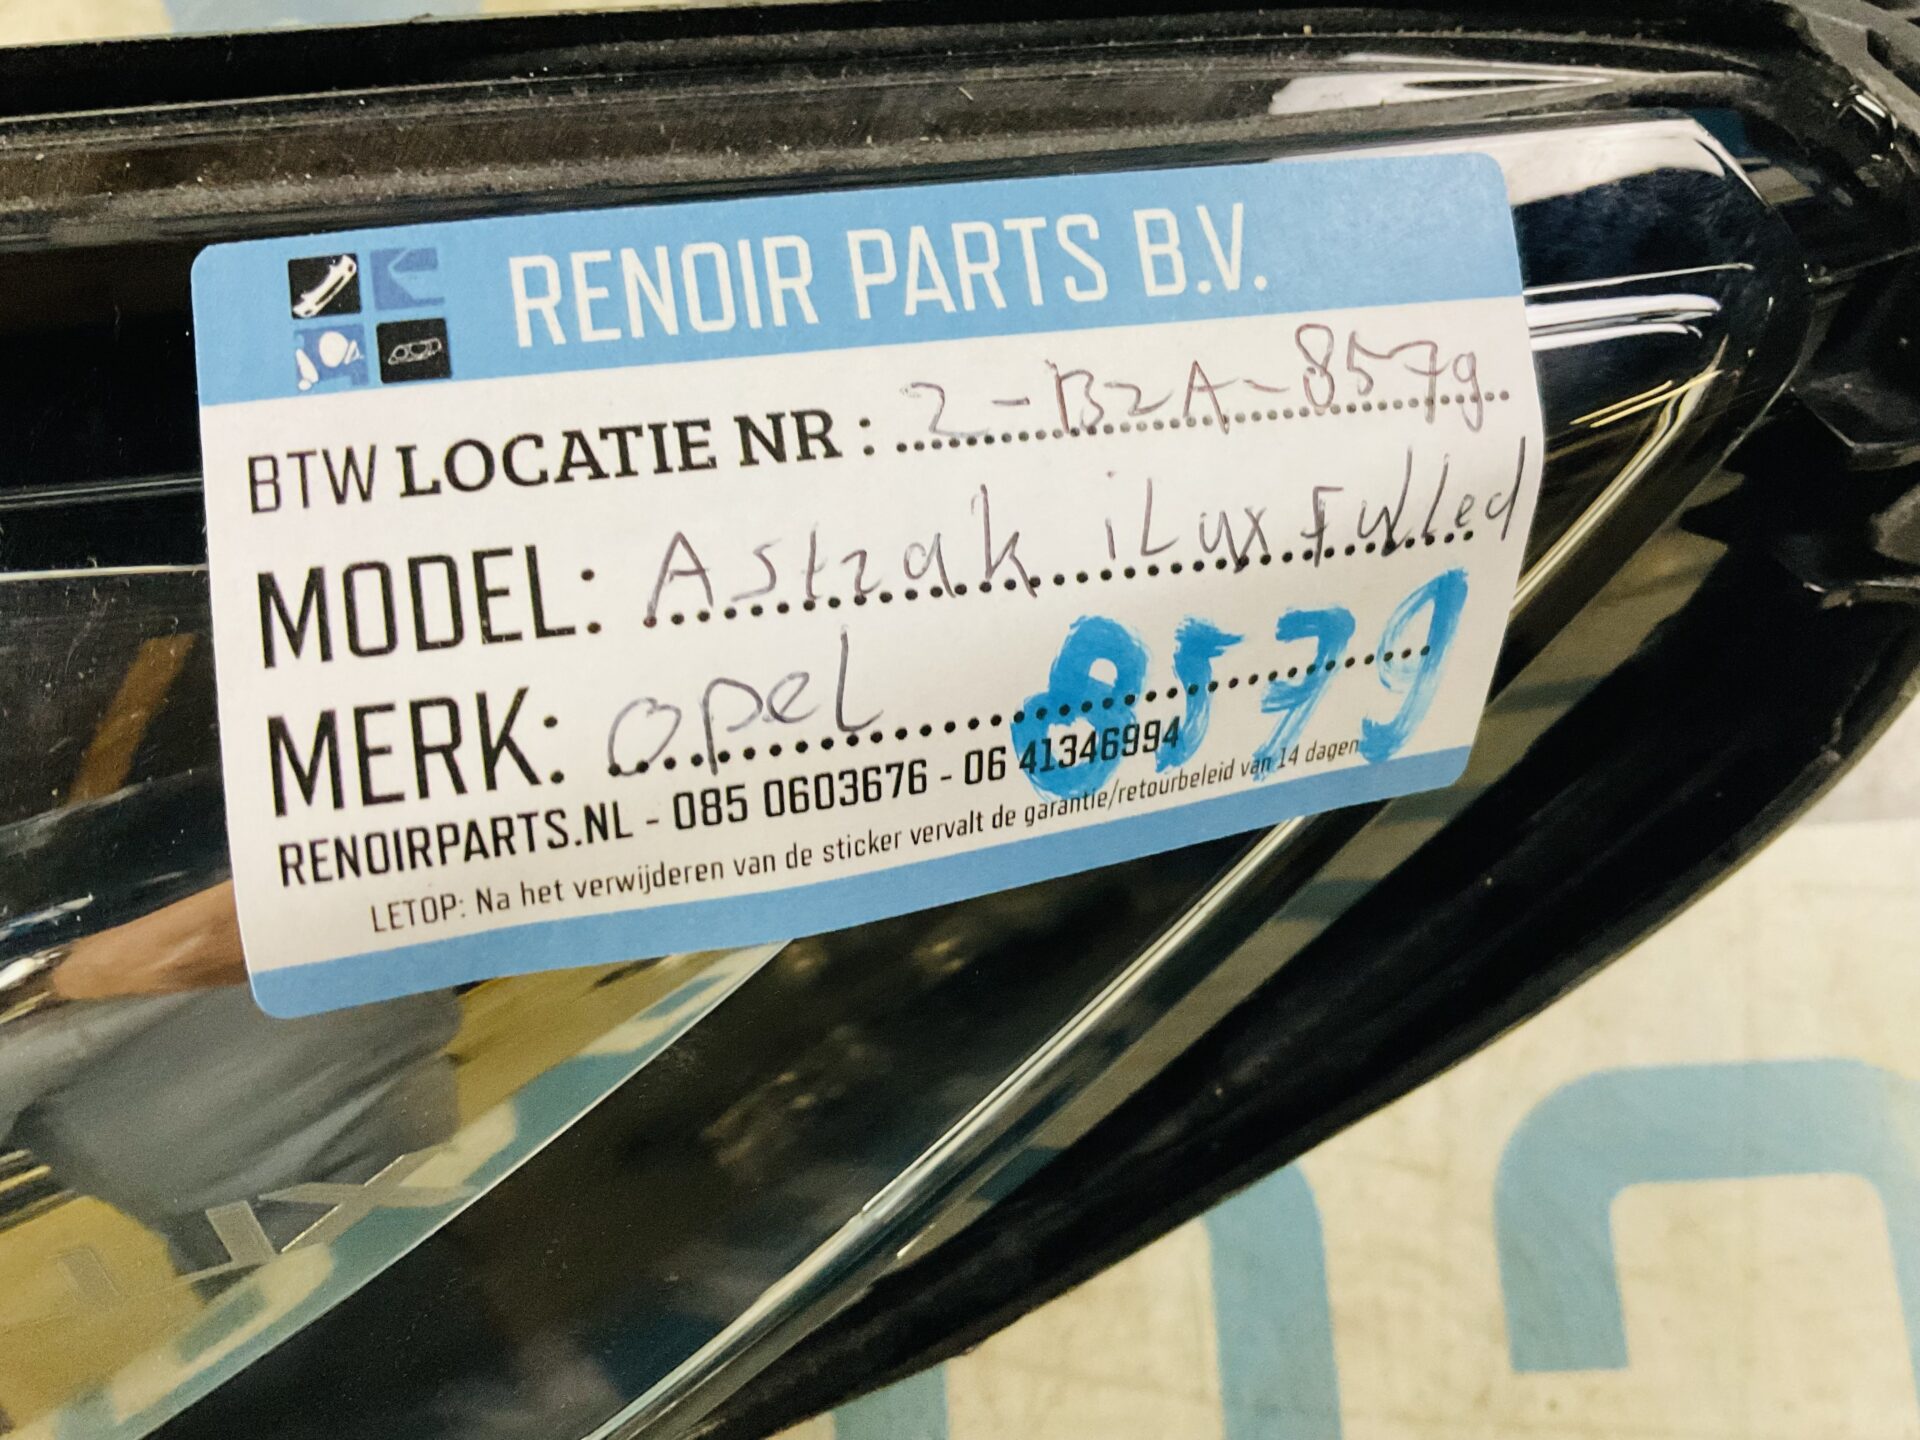 RENOIR PARTS B.V.
BTW LOCATIE NR: 2-B2A-8579
MODEL: Astrak iLux Fulled
MERK: Opel
8579
RENOIRPARTS.NL - 085 0603676 - 06 41346994
LETOP: Na het verwijderen van de sticker vervalt de garantie/retourbeleid van 14 dagen